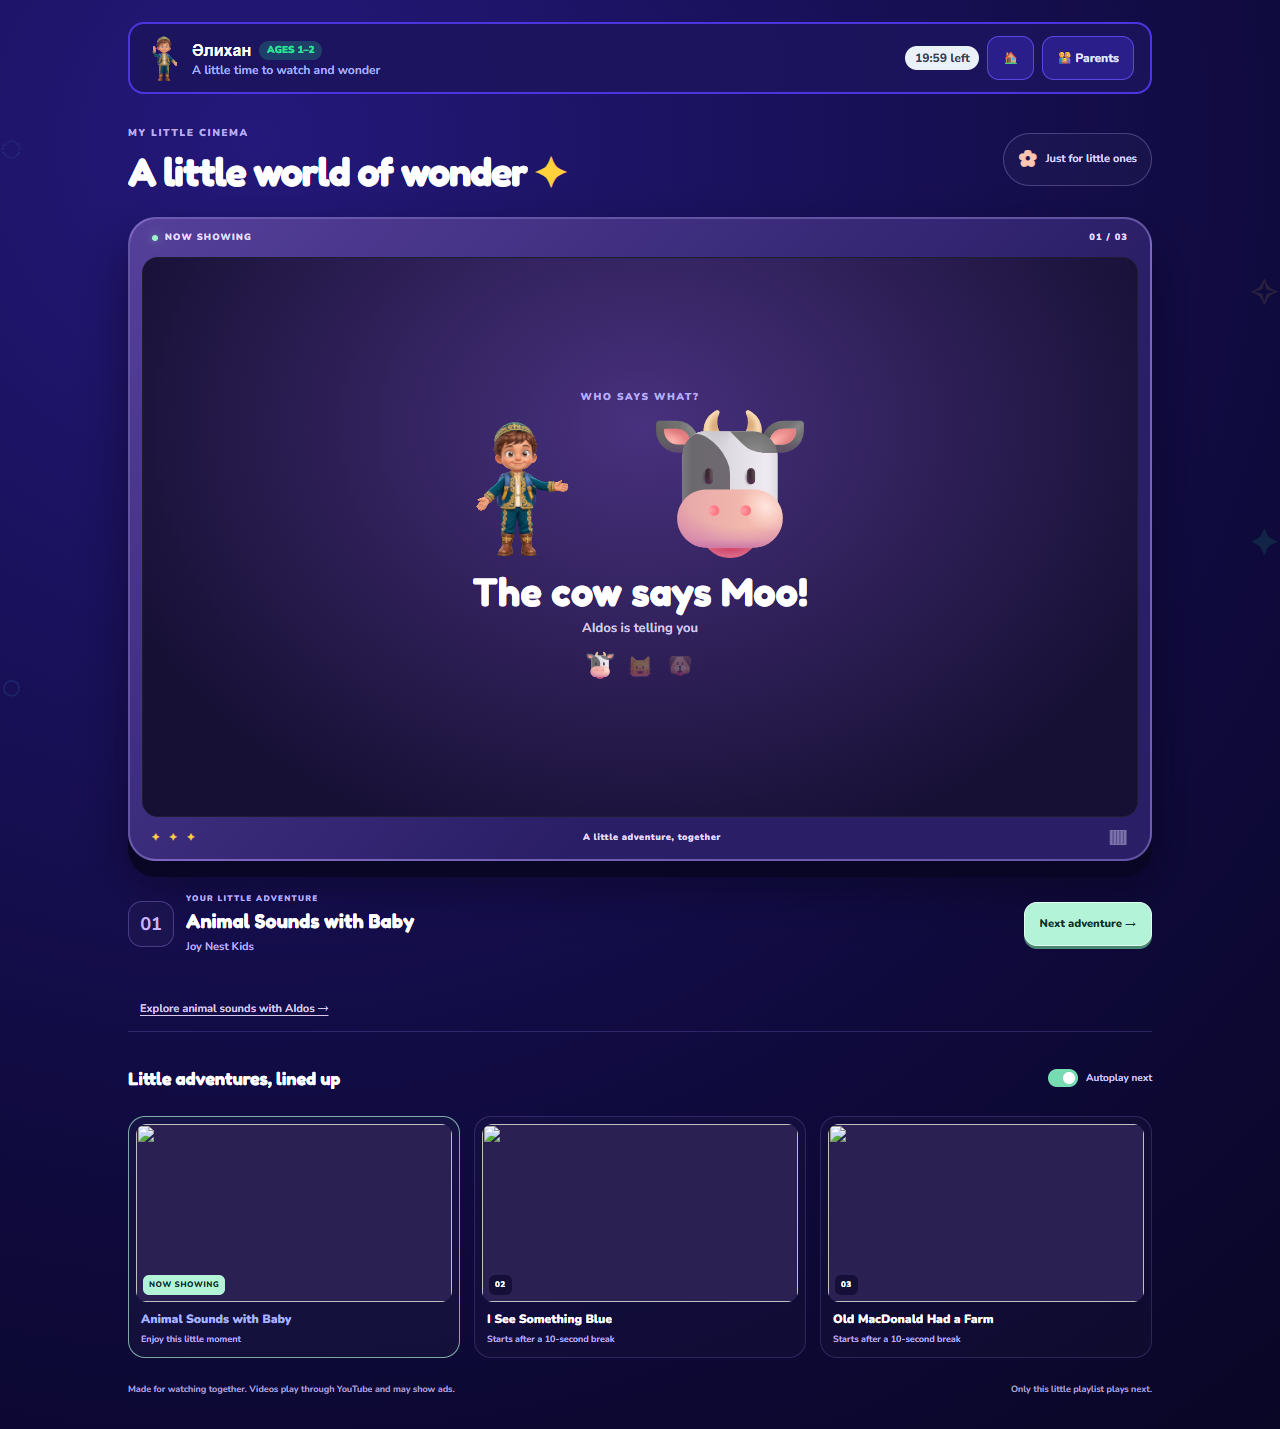 Әлихан AGES 1–2
A little time to watch and wonder
19:59 left
Parents
MY LITTLE CINEMA
A little world of wonder
Just for little ones
NOW SHOWING
01 / 03
WHO SAYS WHAT?
The cow says Moo!
AIdos is telling you
A little adventure, together
01
YOUR LITTLE ADVENTURE
Animal Sounds with Baby
Joy Nest Kids
Next adventure →
Explore animal sounds with AIdos →
Little adventures, lined up
Autoplay next
NOW SHOWING
Animal Sounds with Baby
Enjoy this little moment
02
I See Something Blue
Starts after a 10-second break
03
Old MacDonald Had a Farm
Starts after a 10-second break
Made for watching together. Videos play through YouTube and may show ads.
Only this little playlist plays next.